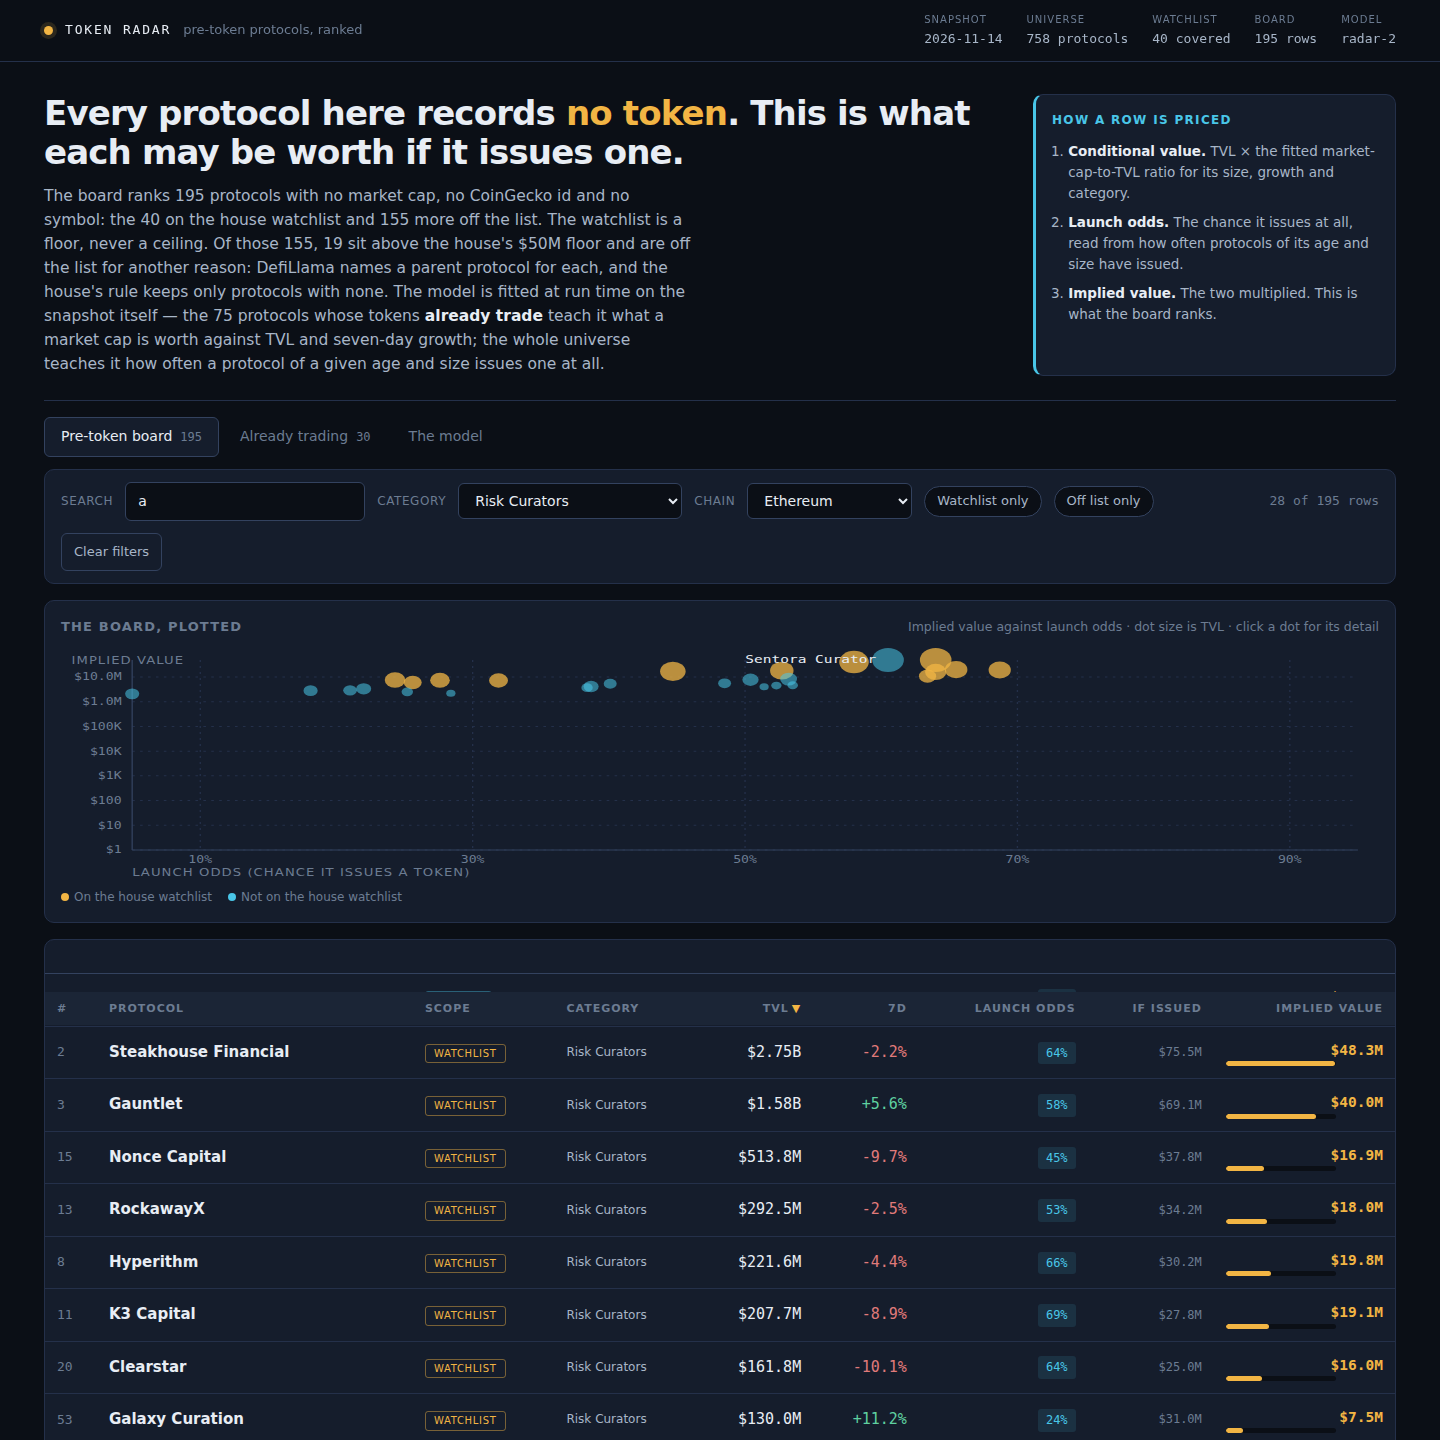 TOKEN RADAR pre-token protocols, ranked
SNAPSHOT UNIVERSE WATCHLIST BOARD MODEL
2026-11-14 758 protocols 40 covered 195 rows radar-2
Every protocol here records no token. This is what
each may be worth if it issues one.
The board ranks 195 protocols with no market cap, no CoinGecko id and no
symbol: the 40 on the house watchlist and 155 more off the list. The watchlist is a
floor, never a ceiling. Of those 155, 19 sit above the house's $50M floor and are off
the list for another reason: DefiLlama names a parent protocol for each, and the
house's rule keeps only protocols with none. The model is fitted at run time on the
snapshot itself — the 75 protocols whose tokens already trade teach it what a
market cap is worth against TVL and seven-day growth; the whole universe
teaches it how often a protocol of a given age and size issues one at all.
HOW A ROW IS PRICED
1. Conditional value. TVL × the fitted market-
cap-to-TVL ratio for its size, growth and
category.
2. Launch odds. The chance it issues at all,
read from how often protocols of its age and
size have issued.
3. Implied value. The two multiplied. This is
what the board ranks.
Pre-token board 195 Already trading 30 The model
SEARCH a CATEGORY Risk Curators CHAIN Ethereum Watchlist only Off list only 28 of 195 rows
Clear filters
THE BOARD, PLOTTED Implied value against launch odds · dot size is TVL · click a dot for its detail
IMPLIED VALUE
Sentora Curator
$10.0M
$1.0M
$100K
$10K
$1K
$100
$10
$1
10% 30% 50% 70% 90%
LAUNCH ODDS (CHANCE IT ISSUES A TOKEN)
On the house watchlist Not on the house watchlist
# PROTOCOL SCOPE CATEGORY TVL ▼ 7D LAUNCH ODDS IF ISSUED IMPLIED VALUE
2 Steakhouse Financial WATCHLIST Risk Curators $2.75B -2.2% 64% $75.5M $48.3M
3 Gauntlet WATCHLIST Risk Curators $1.58B +5.6% 58% $69.1M $40.0M
15 Nonce Capital WATCHLIST Risk Curators $513.8M -9.7% 45% $37.8M $16.9M
13 RockawayX WATCHLIST Risk Curators $292.5M -2.5% 53% $34.2M $18.0M
8 Hyperithm WATCHLIST Risk Curators $221.6M -4.4% 66% $30.2M $19.8M
11 K3 Capital WATCHLIST Risk Curators $207.7M -8.9% 69% $27.8M $19.1M
20 Clearstar WATCHLIST Risk Curators $161.8M -10.1% 64% $25.0M $16.0M
53 Galaxy Curation WATCHLIST Risk Curators $130.0M +11.2% 24% $31.0M $7.5M